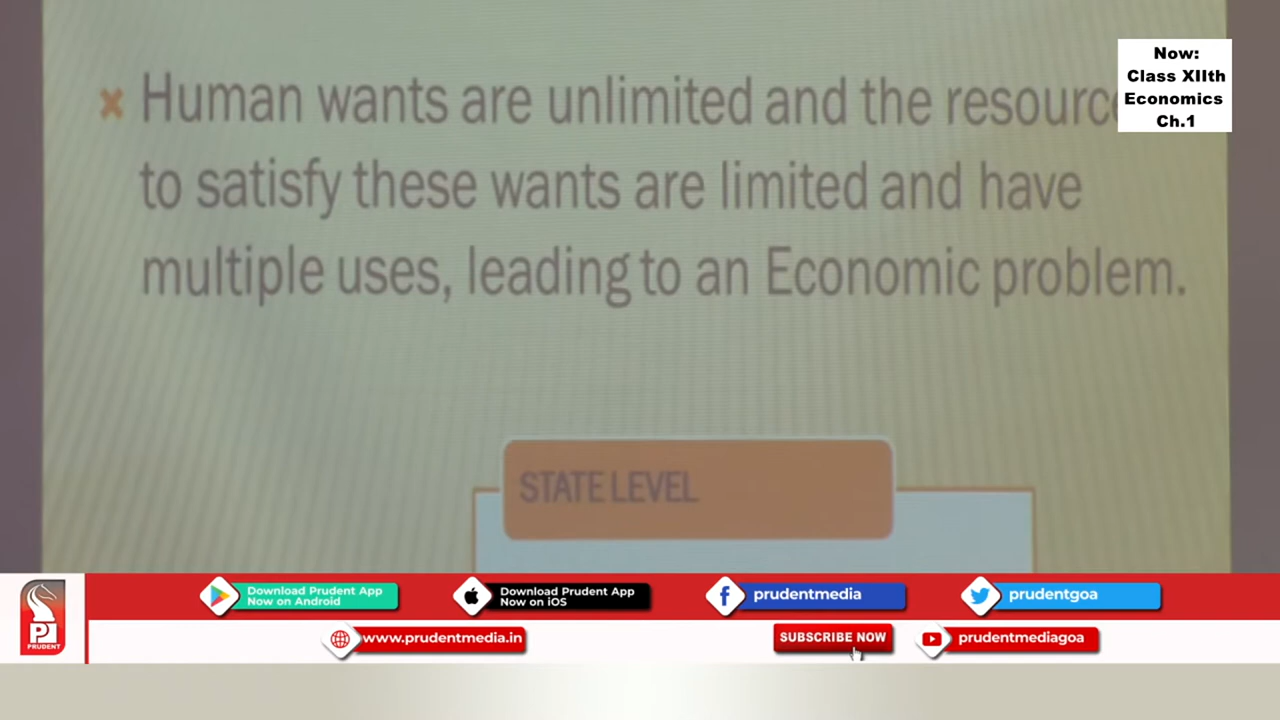 Now:
Class XIIth
Economics
Ch.1
Human wants are unlimited and the resourc
to satisfy these wants are limited and have
multiple uses, leading to an Economic problem.
STATE LEVEL
Download Prudent App
Now on Android
Download Prudent App
Now on iOS
prudentmedia
prudentgoa
PRUDENT
www.prudentmedia.in
SUBSCRIBE NOW
prudentmediagoa